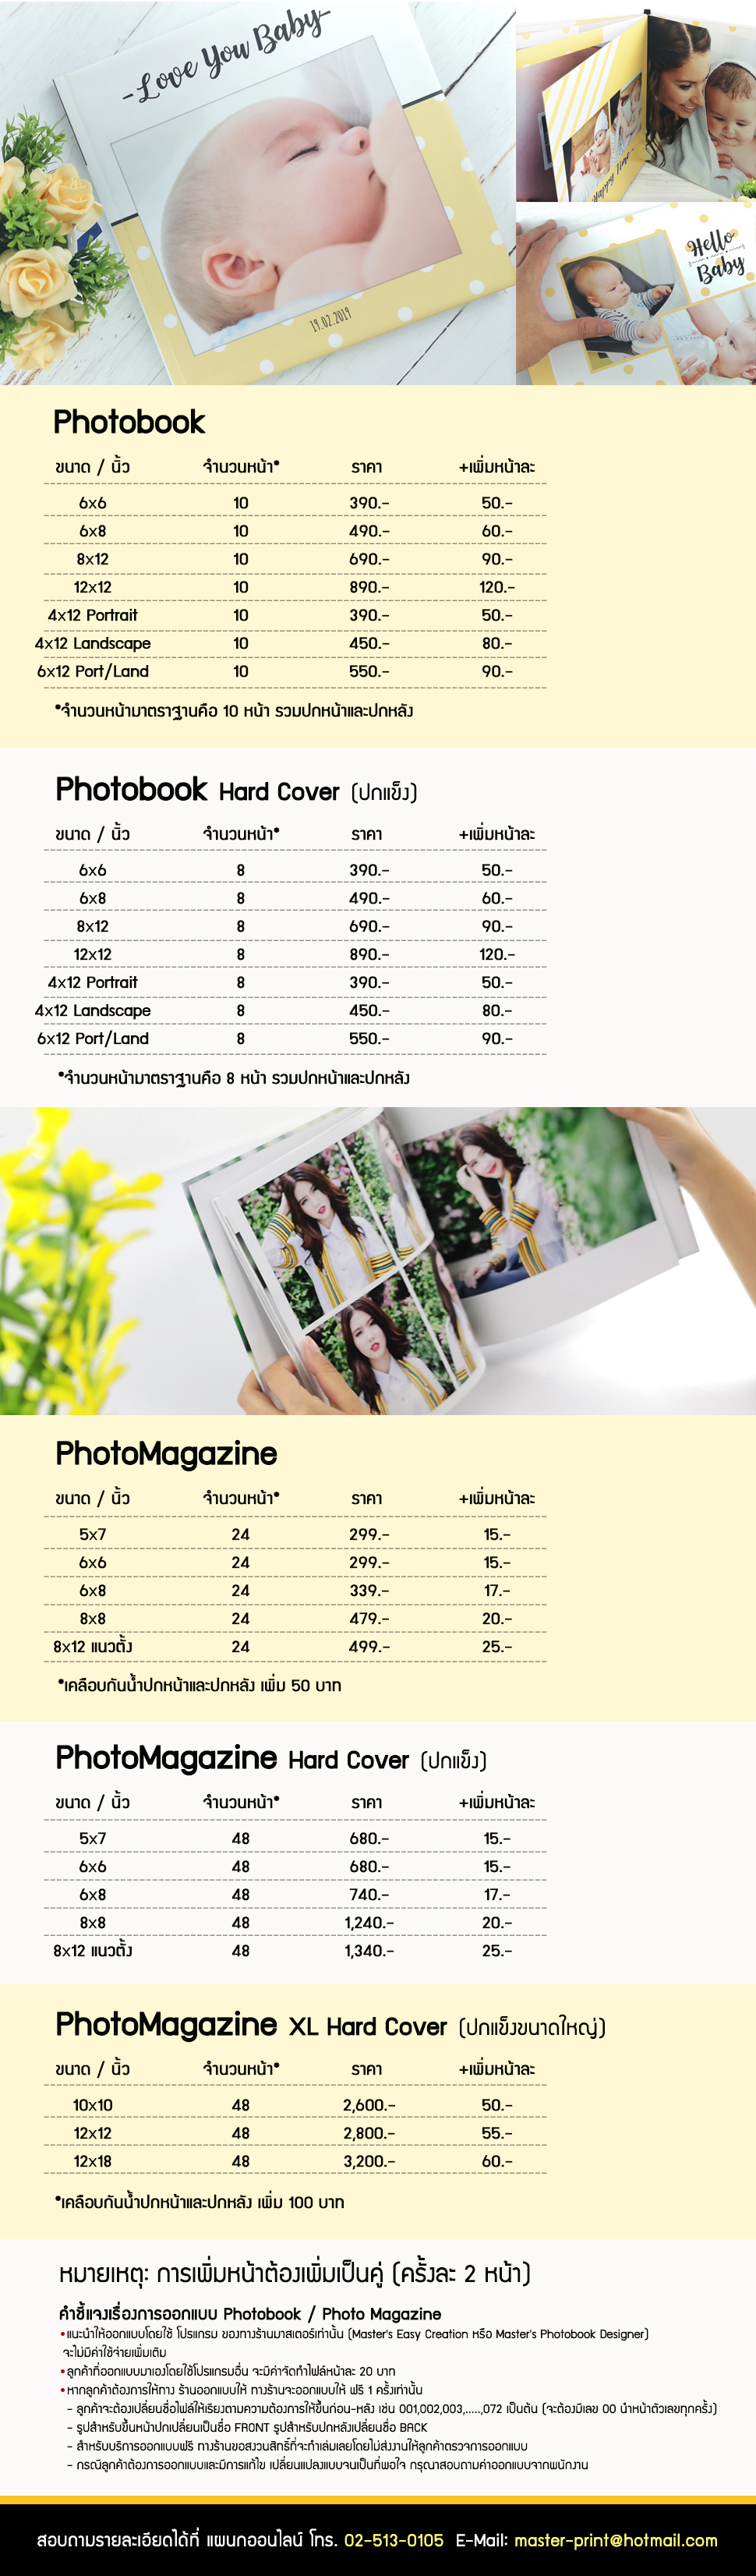 -Love You Baby-
19.02.2019
Happy Time
Hello
Baby
Photobook
ขนาด / นิ้ว จำนวนหน้า* ราคา +เพิ่มหน้าละ
6x6 10 390.- 50.-
6x8 10 490.- 60.-
8x12 10 690.- 90.-
12x12 10 890.- 120.-
4x12 Portrait 10 390.- 50.-
4x12 Landscape 10 450.- 80.-
6x12 Port/Land 10 550.- 90.-
*จำนวนหน้ามาตราฐานคือ 10 หน้า รวมปกหน้าและปกหลัง
Photobook Hard Cover (ปกแข็ง)
ขนาด / นิ้ว จำนวนหน้า* ราคา +เพิ่มหน้าละ
6x6 8 390.- 50.-
6x8 8 490.- 60.-
8x12 8 690.- 90.-
12x12 8 890.- 120.-
4x12 Portrait 8 390.- 50.-
4x12 Landscape 8 450.- 80.-
6x12 Port/Land 8 550.- 90.-
*จำนวนหน้ามาตราฐานคือ 8 หน้า รวมปกหน้าและปกหลัง
PhotoMagazine
ขนาด / นิ้ว จำนวนหน้า* ราคา +เพิ่มหน้าละ
5x7 24 299.- 15.-
6x6 24 299.- 15.-
6x8 24 339.- 17.-
8x8 24 479.- 20.-
8x12 แนวตั้ง 24 499.- 25.-
*เคลือบกันน้ำปกหน้าและปกหลัง เพิ่ม 50 บาท
PhotoMagazine Hard Cover (ปกแข็ง)
ขนาด / นิ้ว จำนวนหน้า* ราคา +เพิ่มหน้าละ
5x7 48 680.- 15.-
6x6 48 680.- 15.-
6x8 48 740.- 17.-
8x8 48 1,240.- 20.-
8x12 แนวตั้ง 48 1,340.- 25.-
PhotoMagazine XL Hard Cover (ปกแข็งขนาดใหญ่)
ขนาด / นิ้ว จำนวนหน้า* ราคา +เพิ่มหน้าละ
10x10 48 2,600.- 50.-
12x12 48 2,800.- 55.-
12x18 48 3,200.- 60.-
*เคลือบกันน้ำปกหน้าและปกหลัง เพิ่ม 100 บาท
หมายเหตุ: การเพิ่มหน้าต้องเพิ่มเป็นคู่ (ครั้งละ 2 หน้า)
คำชี้แจงเรื่องการออกแบบ Photobook / Photo Magazine
•แนะนำให้ออกแบบโดยใช้ โปรแกรม ของทางร้านมาสเตอร์เท่านั้น (Master's Easy Creation หรือ Master's Photobook Designer)
จะไม่มีค่าใช้จ่ายเพิ่มเติม
•ลูกค้าที่ออกแบบมาเองโดยใช้โปรแกรมอื่น จะมีค่าจัดทำไฟล์หน้าละ 20 บาท
•หากลูกค้าต้องการให้ทาง ร้านออกแบบให้ ทางร้านจะออกแบบให้ ฟรี 1 ครั้งเท่านั้น
- ลูกค้าจะต้องเปลี่ยนชื่อไฟล์ให้เรียงตามความต้องการให้ขึ้นก่อน-หลัง เช่น 001,002,003,.....,072 เป็นต้น (จะต้องมีเลข 00 นำหน้าตัวเลขทุกครั้ง)
- รูปสำหรับขึ้นหน้าปกเปลี่ยนเป็นชื่อ FRONT รูปสำหรับปกหลังเปลี่ยนชื่อ BACK
- สำหรับบริการออกแบบฟรี ทางร้านขอสงวนสิทธิ์ที่จะทำเล่มเลยโดยไม่ส่งงานให้ลูกค้าตรวจการออกแบบ
- กรณีลูกค้าต้องการออกแบบและมีการแก้ไข เปลี่ยนแปลงแบบจนเป็นที่พอใจ กรุณาสอบถามค่าออกแบบจากพนักงาน
สอบถามรายละเอียดได้ที่ แผนกออนไลน์ โทร. 02-513-0105 E-Mail: master-print@hotmail.com